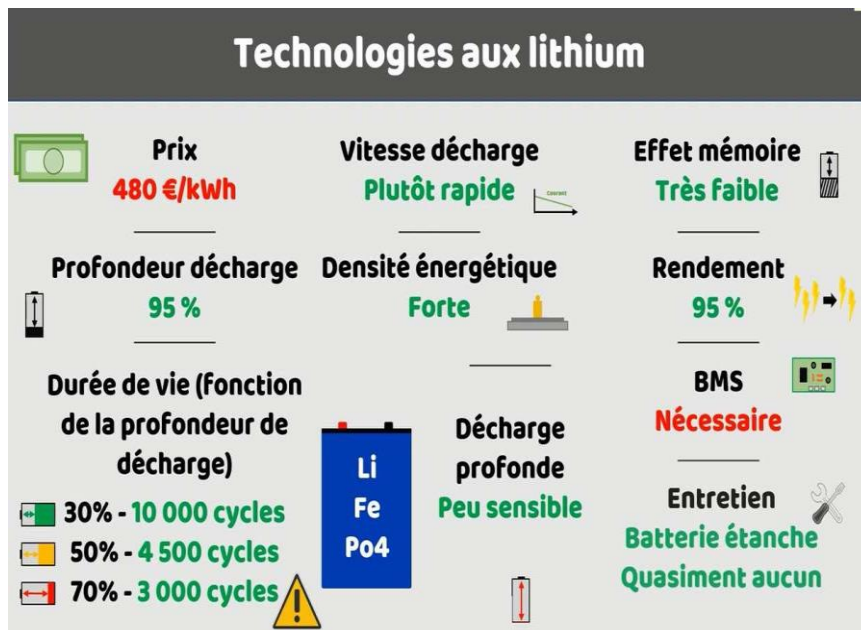 Technologies aux lithium
Prix
480 €/kWh
Vitesse décharge
Plutôt rapide
Courant
Effet mémoire
Très faible
Profondeur décharge
95 %
Densité énergétique
Forte
Rendement
95 %
Durée de vie (fonction
de la profondeur de
décharge)
30% - 10 000 cycles
50% - 4 500 cycles
70% - 3 000 cycles
Li
Fe
Po4
Décharge
profonde
Peu sensible
BMS
Nécessaire
Entretien
Batterie étanche
Quasiment aucun